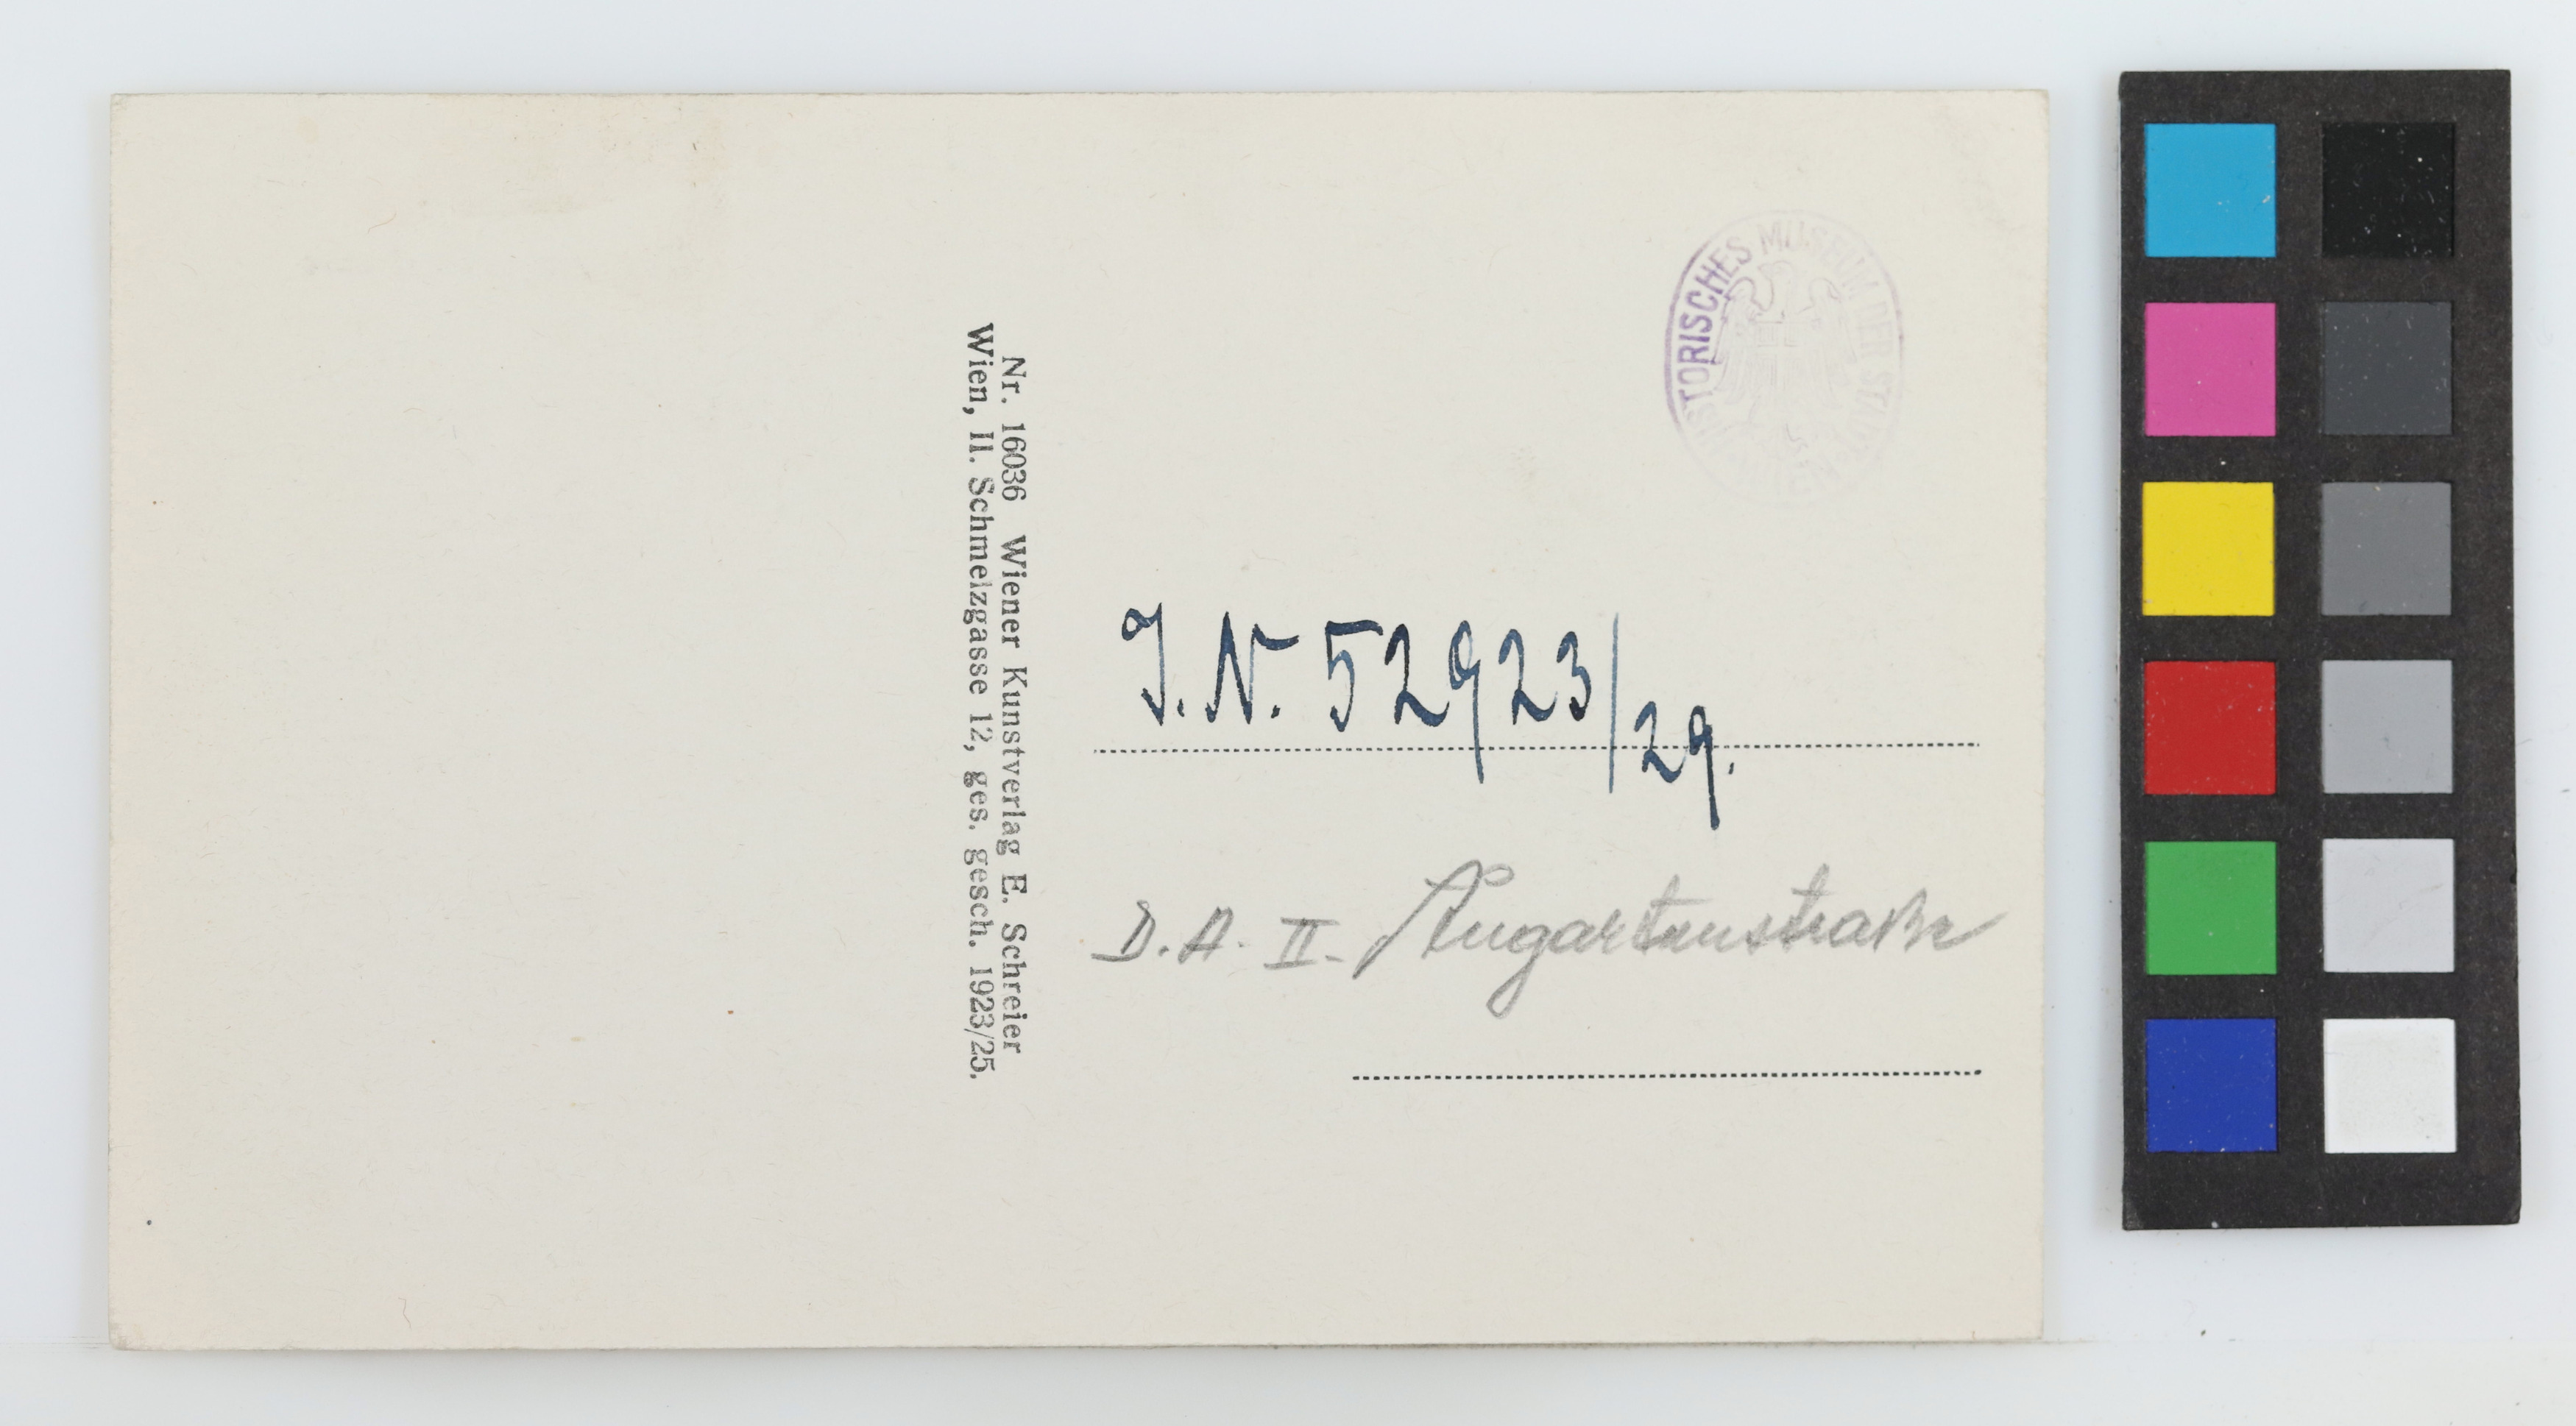 Nr. 16036 Wiener Kunstverlag E. Schreier
Wien, II. Schmelzgasse 12, ges. gesch. 1923/25.
HISTORISCHES MUSEUM DER STADT WIEN
J. N. 52923/29.
D. A. II. Augartenstraße